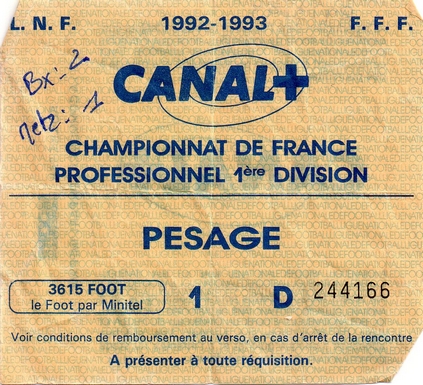 L. N. F. 1992-1993 F. F. F.
Bx: 2
Metz: 1
CANAL+
CHAMPIONNAT DE FRANCE
PROFESSIONNEL 1ère DIVISION
PESAGE
3615 FOOT
le Foot par Minitel
1 D 244166
Voir conditions de remboursement au verso, en cas d'arrêt de la rencontre
A présenter à toute réquisition.